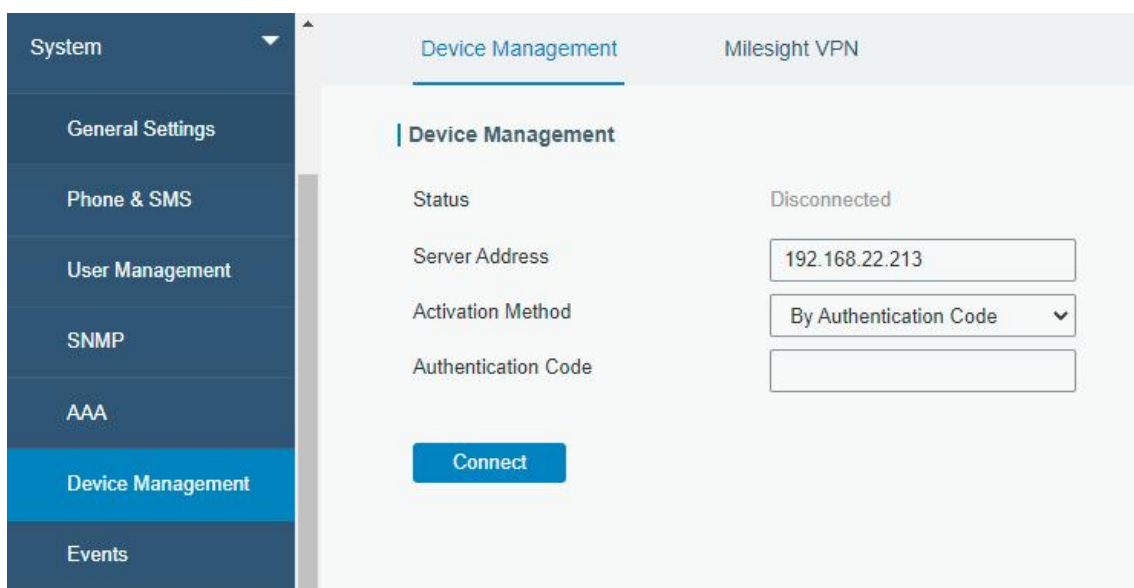 System
General Settings
Phone & SMS
User Management
SNMP
AAA
Device Management
Events
Device Management Milesight VPN
Device Management
Status Disconnected
Server Address 192.168.22.213
Activation Method By Authentication Code
Authentication Code
Connect